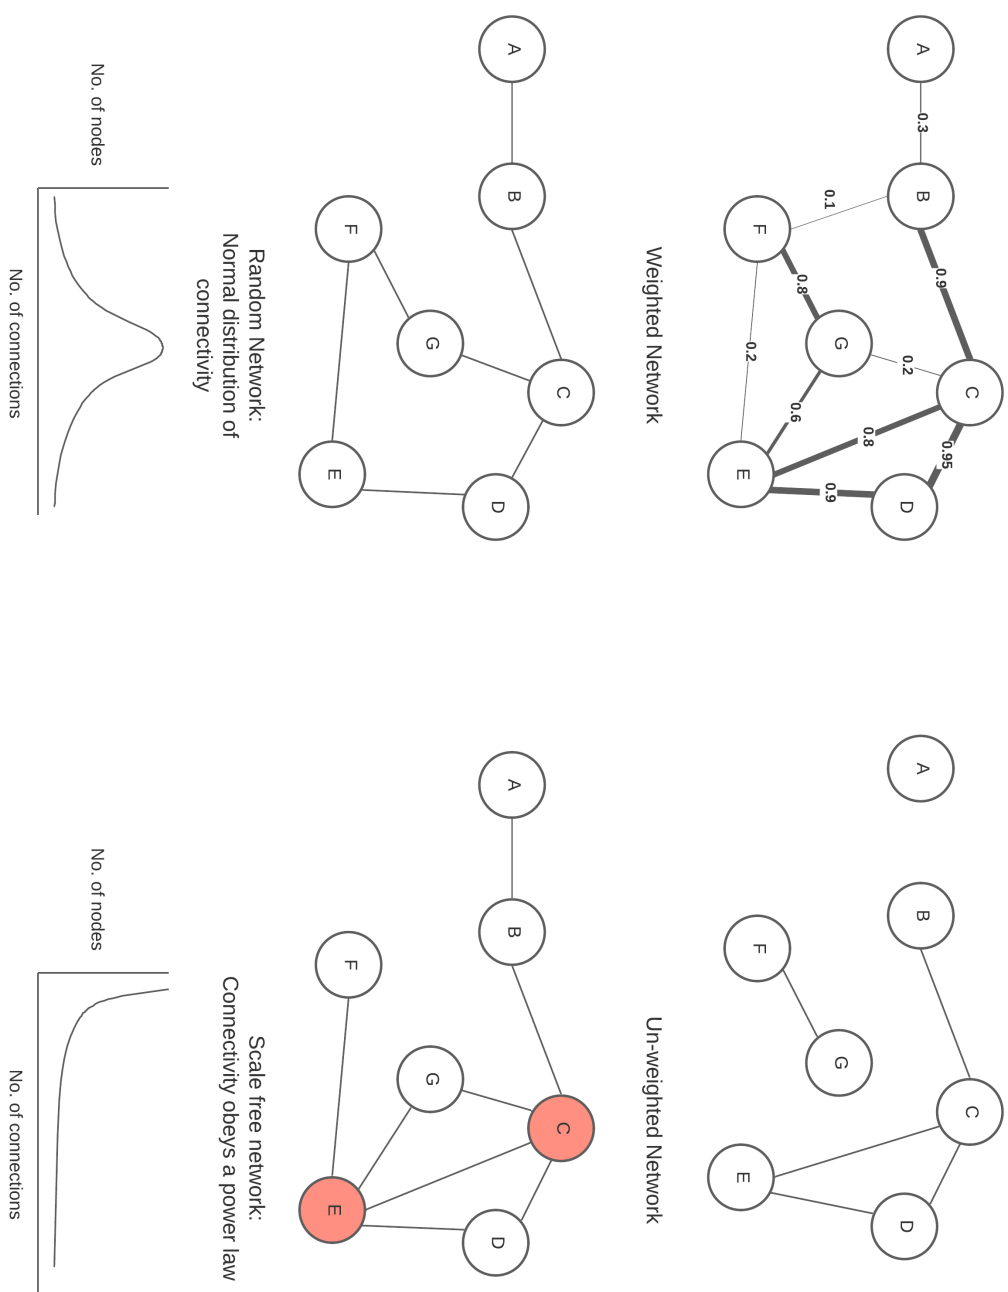 A
0.3
B
0.9
C
0.1
0.2
0.95
F
0.8
G
0.8
D
0.2
0.6
0.9
E
Weighted Network
A
B
C
F
G
D
E
Un-weighted Network
A
B
C
F
G
D
E
Random Network:
Normal distribution of
connectivity
No. of nodes
No. of connections
A
B
C
F
G
D
E
Scale free network:
Connectivity obeys a power law
No. of nodes
No. of connections